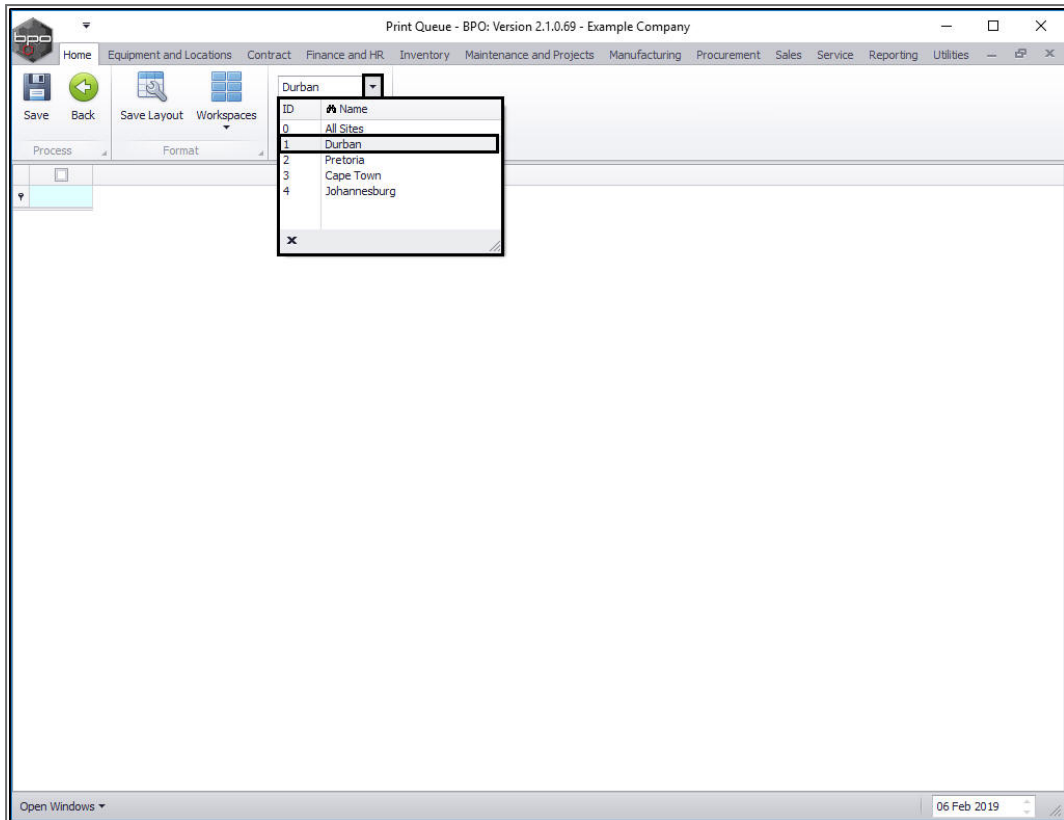 Print Queue - BPO: Version 2.1.0.69 - Example Company
bpo
Home Equipment and Locations Contract Finance and HR Inventory Maintenance and Projects Manufacturing Procurement Sales Service Reporting Utilities
Durban
Save Back Save Layout Workspaces
Process Format
ID Name
0 All Sites
1 Durban
2 Pretoria
3 Cape Town
4 Johannesburg
Open Windows 06 Feb 2019